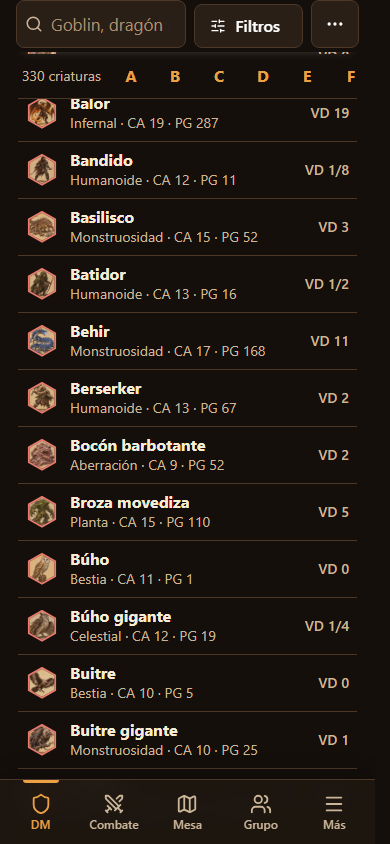 Goblin, dragón
Filtros
330 criaturas A B C D E F
Balor
Infernal · CA 19 · PG 287
VD 19
Bandido
Humanoide · CA 12 · PG 11
VD 1/8
Basilisco
Monstruosidad · CA 15 · PG 52
VD 3
Batidor
Humanoide · CA 13 · PG 16
VD 1/2
Behir
Monstruosidad · CA 17 · PG 168
VD 11
Berserker
Humanoide · CA 13 · PG 67
VD 2
Bocón barbotante
Aberración · CA 9 · PG 52
VD 2
Broza movediza
Planta · CA 15 · PG 110
VD 5
Búho
Bestia · CA 11 · PG 1
VD 0
Búho gigante
Celestial · CA 12 · PG 19
VD 1/4
Buitre
Bestia · CA 10 · PG 5
VD 0
Buitre gigante
Monstruosidad · CA 10 · PG 25
VD 1
DM Combate Mesa Grupo Más